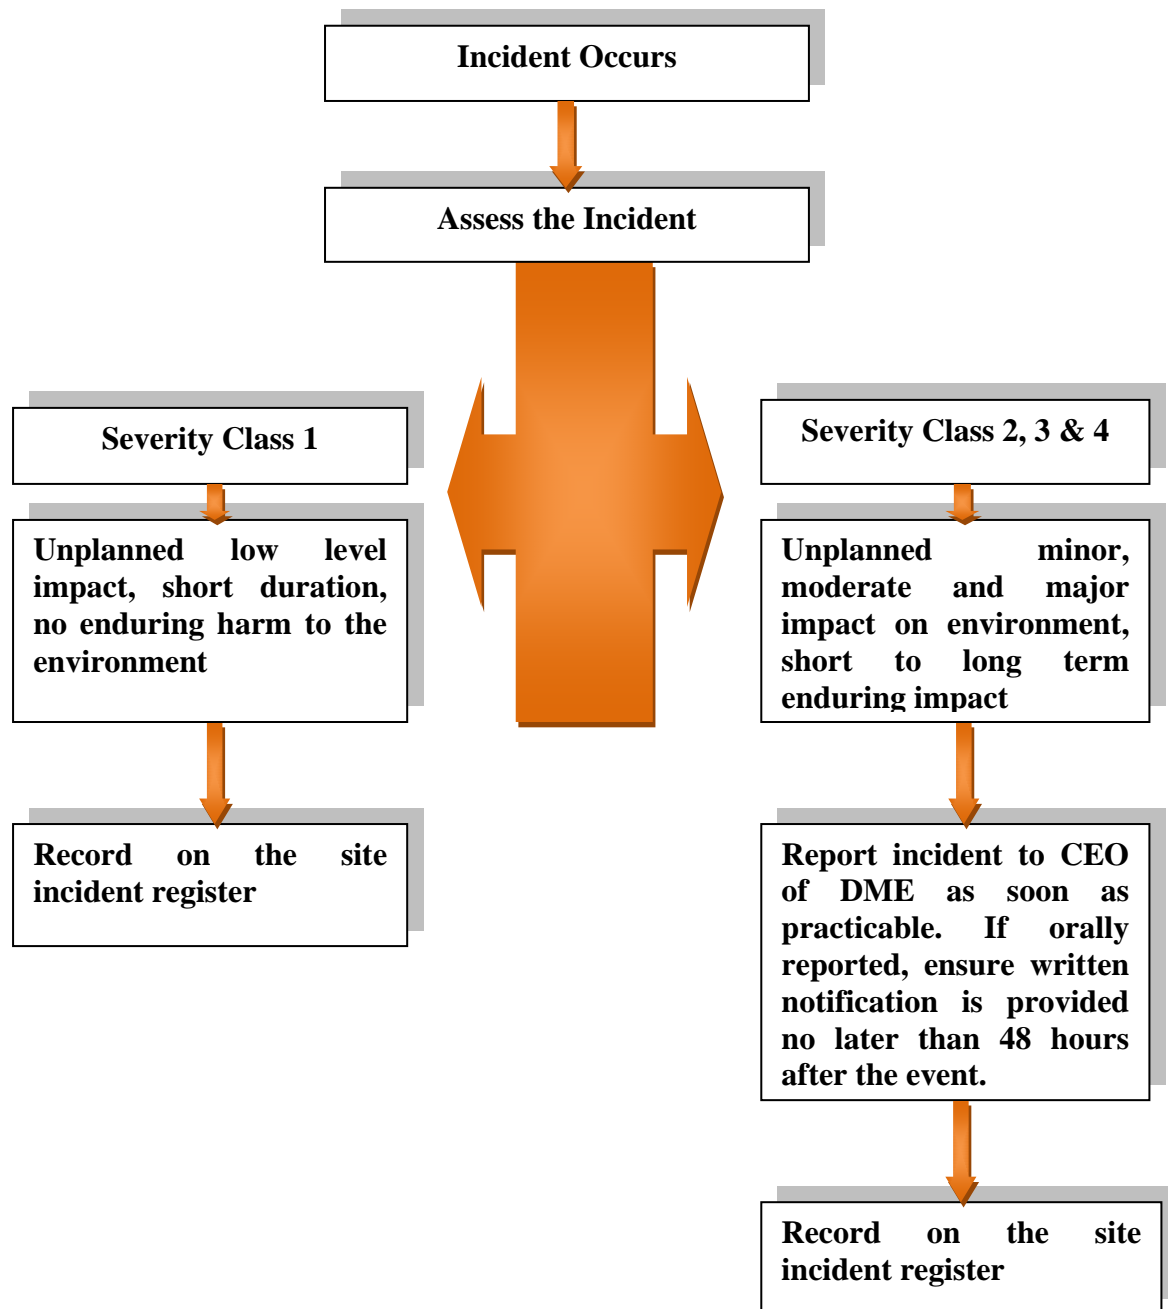 Incident Occurs
Assess the Incident
Severity Class 1
Unplanned low level
impact, short duration,
no enduring harm to the
environment
Record on the site
incident register
Severity Class 2, 3 & 4
Unplanned minor,
moderate and major
impact on environment,
short to long term
enduring impact
Report incident to CEO
of DME as soon as
practicable. If orally
reported, ensure written
notification is provided
no later than 48 hours
after the event.
Record on the site
incident register